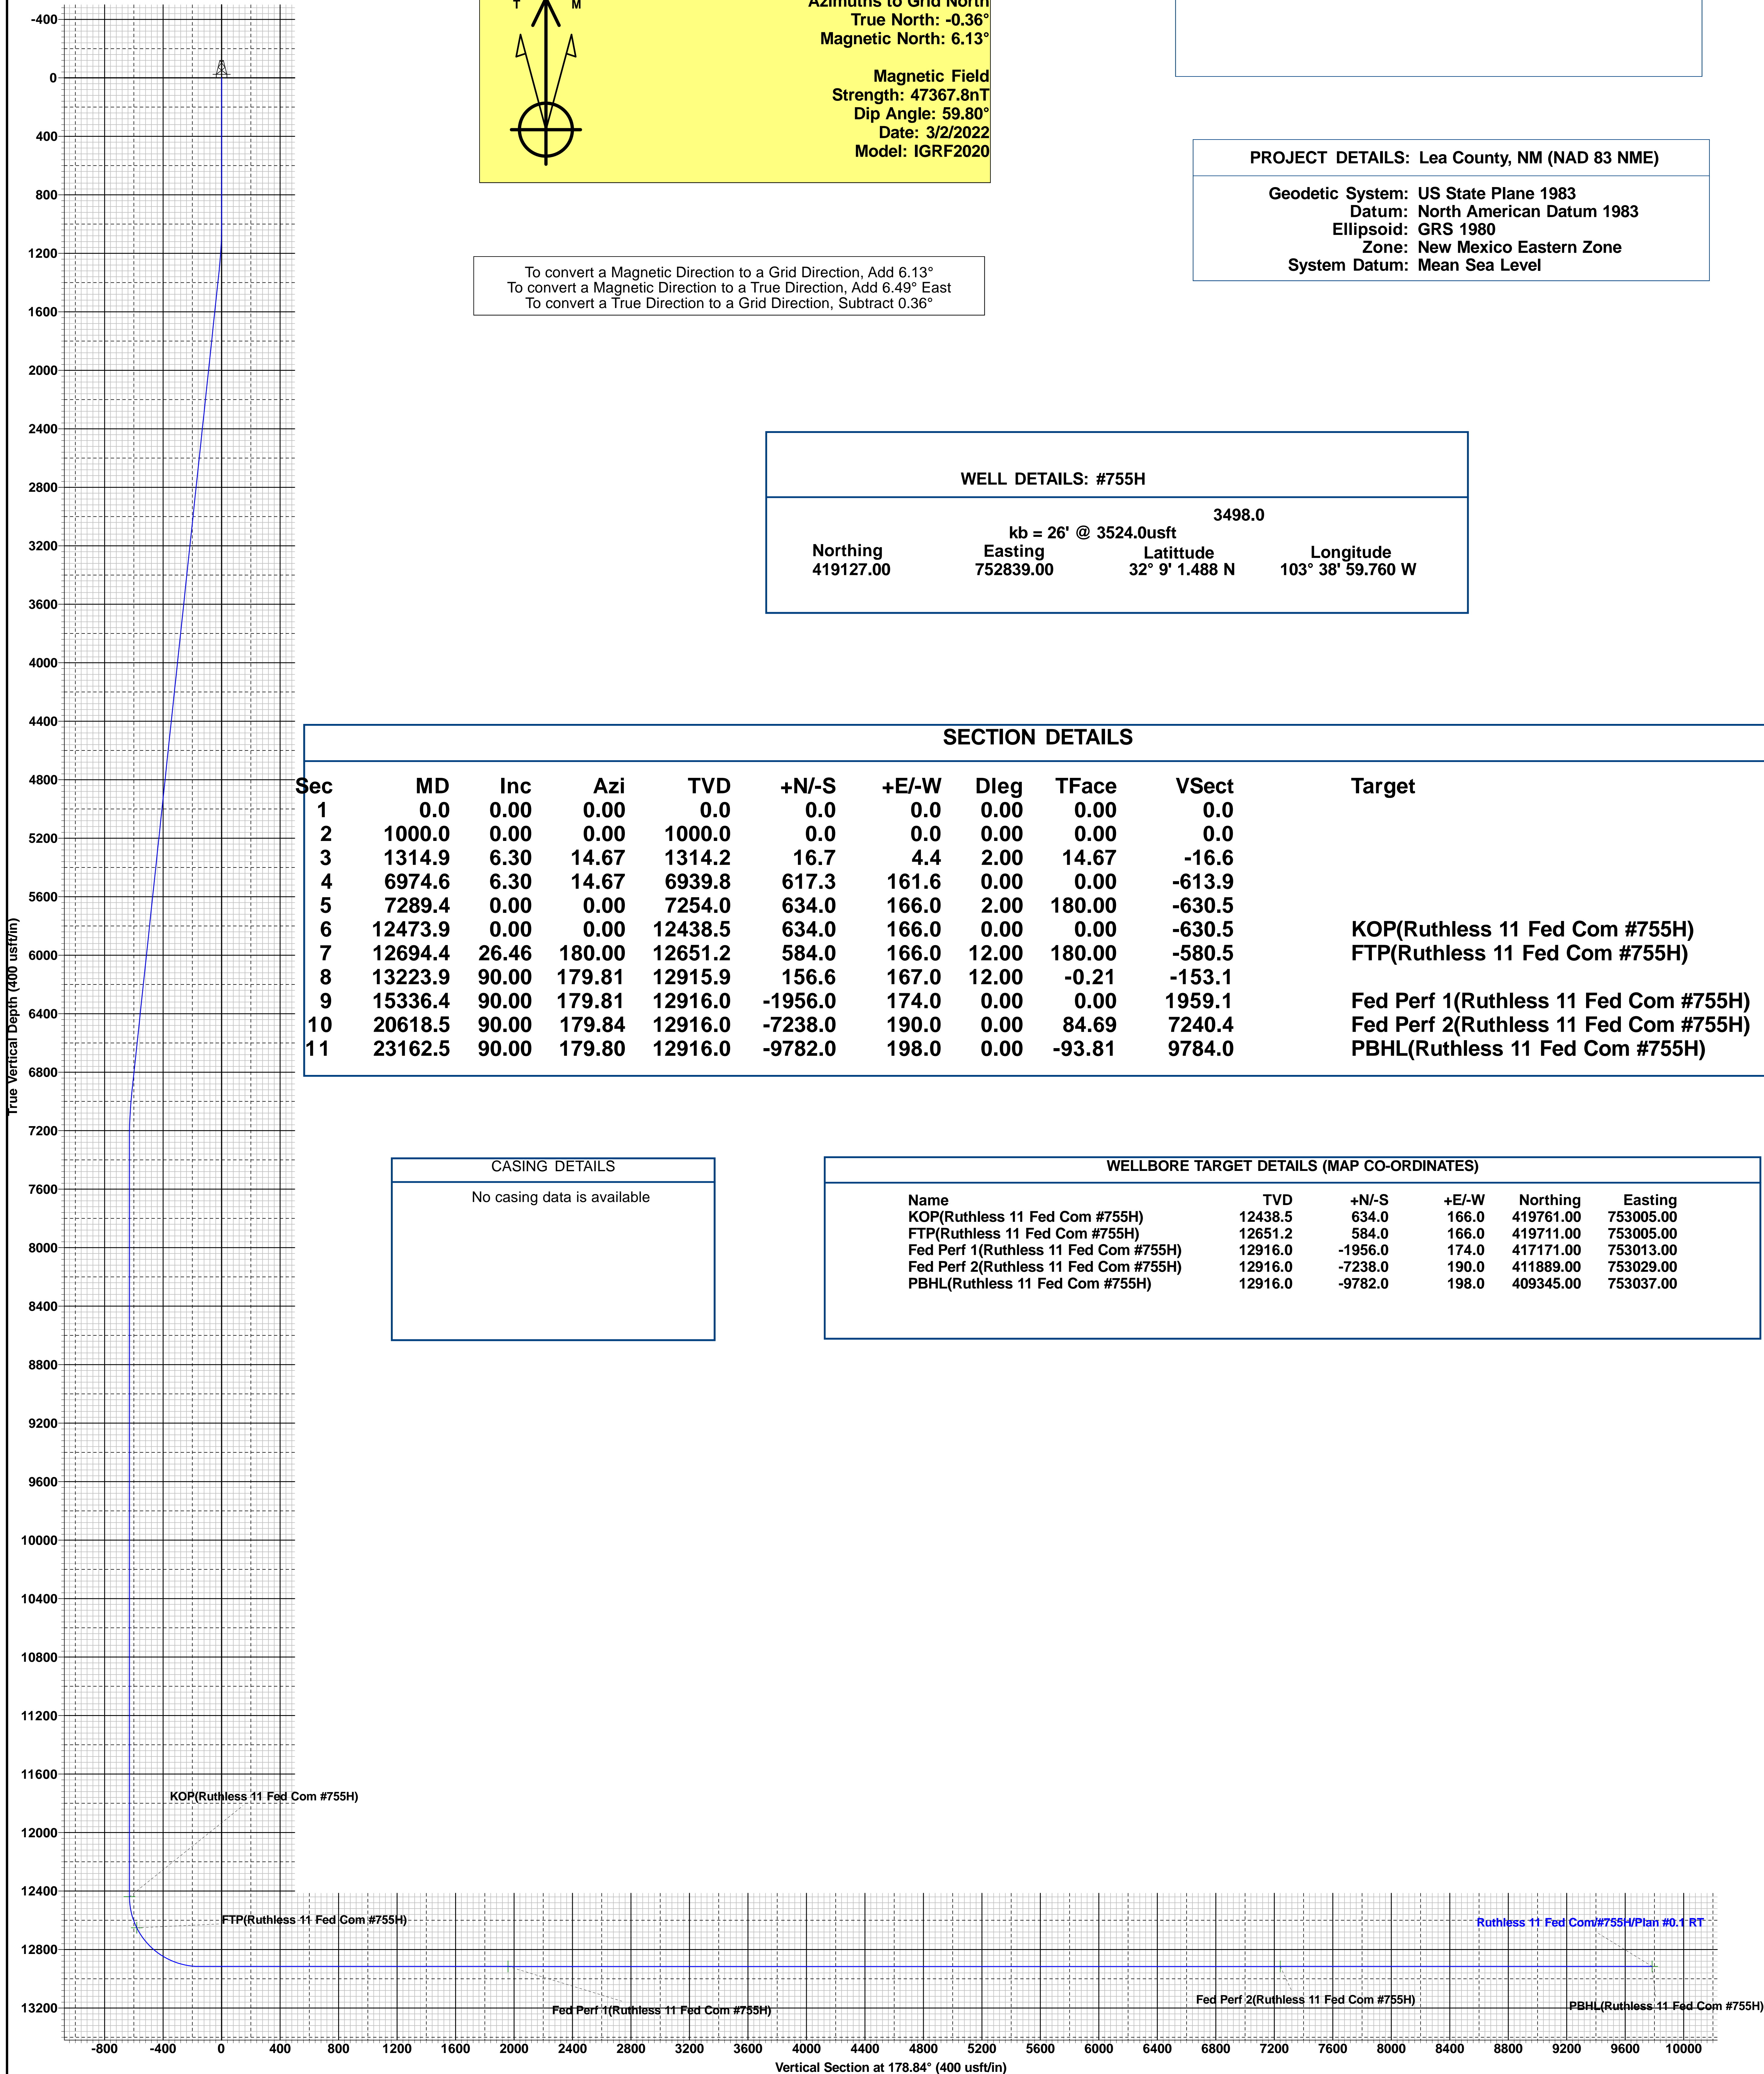 T M
Azimuths to Grid North
True North: -0.36°
Magnetic North: 6.13°
Magnetic Field
Strength: 47367.8nT
Dip Angle: 59.80°
Date: 3/2/2022
Model: IGRF2020
PROJECT DETAILS: Lea County, NM (NAD 83 NME)
Geodetic System: US State Plane 1983
Datum: North American Datum 1983
Ellipsoid: GRS 1980
Zone: New Mexico Eastern Zone
System Datum: Mean Sea Level
To convert a Magnetic Direction to a Grid Direction, Add 6.13°
To convert a Magnetic Direction to a True Direction, Add 6.49° East
To convert a True Direction to a Grid Direction, Subtract 0.36°
WELL DETAILS: #755H
3498.0
kb = 26' @ 3524.0usft
Northing Easting Latittude Longitude
419127.00 752839.00 32° 9' 1.488 N 103° 38' 59.760 W
SECTION DETAILS
Sec MD Inc Azi TVD +N/-S +E/-W Dleg TFace VSect Target
1 0.0 0.00 0.00 0.0 0.0 0.0 0.00 0.00 0.0
2 1000.0 0.00 0.00 1000.0 0.0 0.0 0.00 0.00 0.0
3 1314.9 6.30 14.67 1314.2 16.7 4.4 2.00 14.67 -16.6
4 6974.6 6.30 14.67 6939.8 617.3 161.6 0.00 0.00 -613.9
5 7289.4 0.00 0.00 7254.0 634.0 166.0 2.00 180.00 -630.5
6 12473.9 0.00 0.00 12438.5 634.0 166.0 0.00 0.00 -630.5 KOP(Ruthless 11 Fed Com #755H)
7 12694.4 26.46 180.00 12651.2 584.0 166.0 12.00 180.00 -580.5 FTP(Ruthless 11 Fed Com #755H)
8 13223.9 90.00 179.81 12915.9 156.6 167.0 12.00 -0.21 -153.1
9 15336.4 90.00 179.81 12916.0 -1956.0 174.0 0.00 0.00 1959.1 Fed Perf 1(Ruthless 11 Fed Com #755H)
10 20618.5 90.00 179.84 12916.0 -7238.0 190.0 0.00 84.69 7240.4 Fed Perf 2(Ruthless 11 Fed Com #755H)
11 23162.5 90.00 179.80 12916.0 -9782.0 198.0 0.00 -93.81 9784.0 PBHL(Ruthless 11 Fed Com #755H)
CASING DETAILS
No casing data is available
WELLBORE TARGET DETAILS (MAP CO-ORDINATES)
Name TVD +N/-S +E/-W Northing Easting
KOP(Ruthless 11 Fed Com #755H) 12438.5 634.0 166.0 419761.00 753005.00
FTP(Ruthless 11 Fed Com #755H) 12651.2 584.0 166.0 419711.00 753005.00
Fed Perf 1(Ruthless 11 Fed Com #755H) 12916.0 -1956.0 174.0 417171.00 753013.00
Fed Perf 2(Ruthless 11 Fed Com #755H) 12916.0 -7238.0 190.0 411889.00 753029.00
PBHL(Ruthless 11 Fed Com #755H) 12916.0 -9782.0 198.0 409345.00 753037.00
True Vertical Depth (400 usft/in)
-400
0
400
800
1200
1600
2000
2400
2800
3200
3600
4000
4400
4800
5200
5600
6000
6400
6800
7200
7600
8000
8400
8800
9200
9600
10000
10400
10800
11200
11600
12000
12400
12800
13200
KOP(Ruthless 11 Fed Com #755H)
FTP(Ruthless 11 Fed Com #755H)
Ruthless 11 Fed Com/#755H/Plan #0.1 RT
Fed Perf 1(Ruthless 11 Fed Com #755H)
Fed Perf 2(Ruthless 11 Fed Com #755H)
PBHL(Ruthless 11 Fed Com #755H)
-800 -400 0 400 800 1200 1600 2000 2400 2800 3200 3600 4000 4400 4800 5200 5600 6000 6400 6800 7200 7600 8000 8400 8800 9200 9600 10000
Vertical Section at 178.84° (400 usft/in)